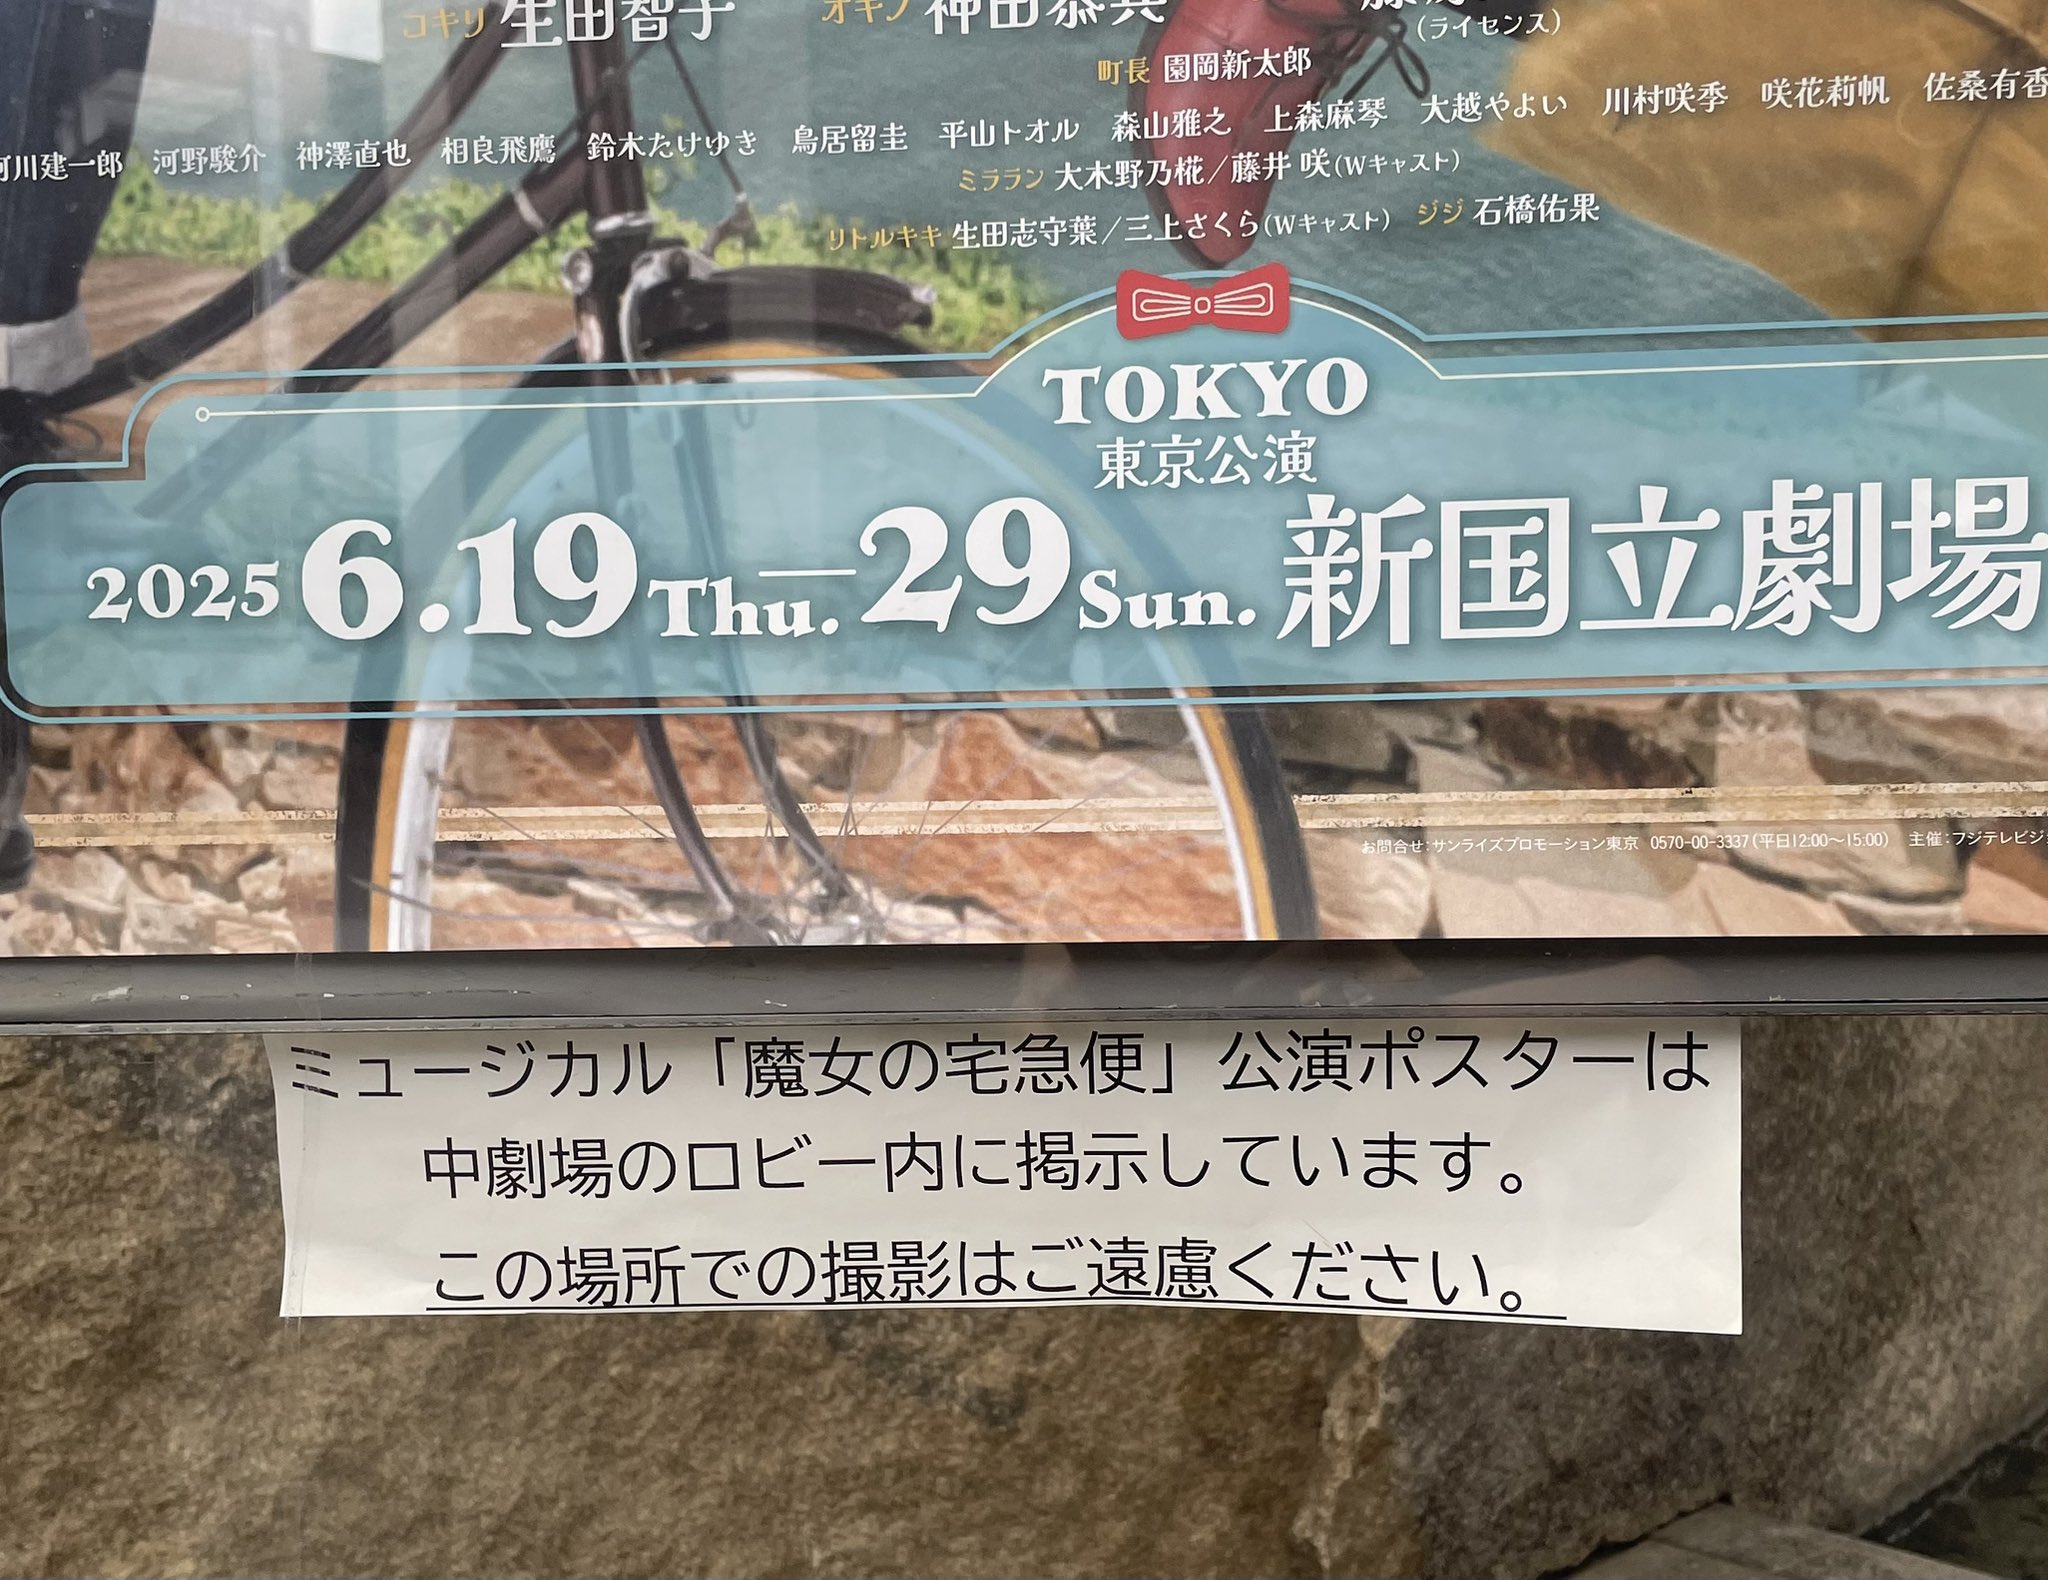 コキリ 生田智子 オキノ 神田恭兵
(ライセンス)
町長 園岡新太郎
河川建一郎 河野駿介 神澤直也 相良飛鷹 鈴木たけゆき 鳥居留圭 平山トオル 森山雅之 上森麻琴 大越やよい 川村咲季 咲花莉帆 佐桑有香
ミララン 大木野乃椛/藤井 咲(Wキャスト)
リトルキキ 生田志守葉/三上さくら(Wキャスト) ジジ 石橋佑果
TOKYO
東京公演
2025 6.19 Thu.—29 Sun. 新国立劇場
お問合せ:サンライズプロモーション東京 0570-00-3337(平日12:00〜15:00) 主催:フジテレビジ
ミュージカル「魔女の宅急便」公演ポスターは
中劇場のロビー内に掲示しています。
この場所での撮影はご遠慮ください。